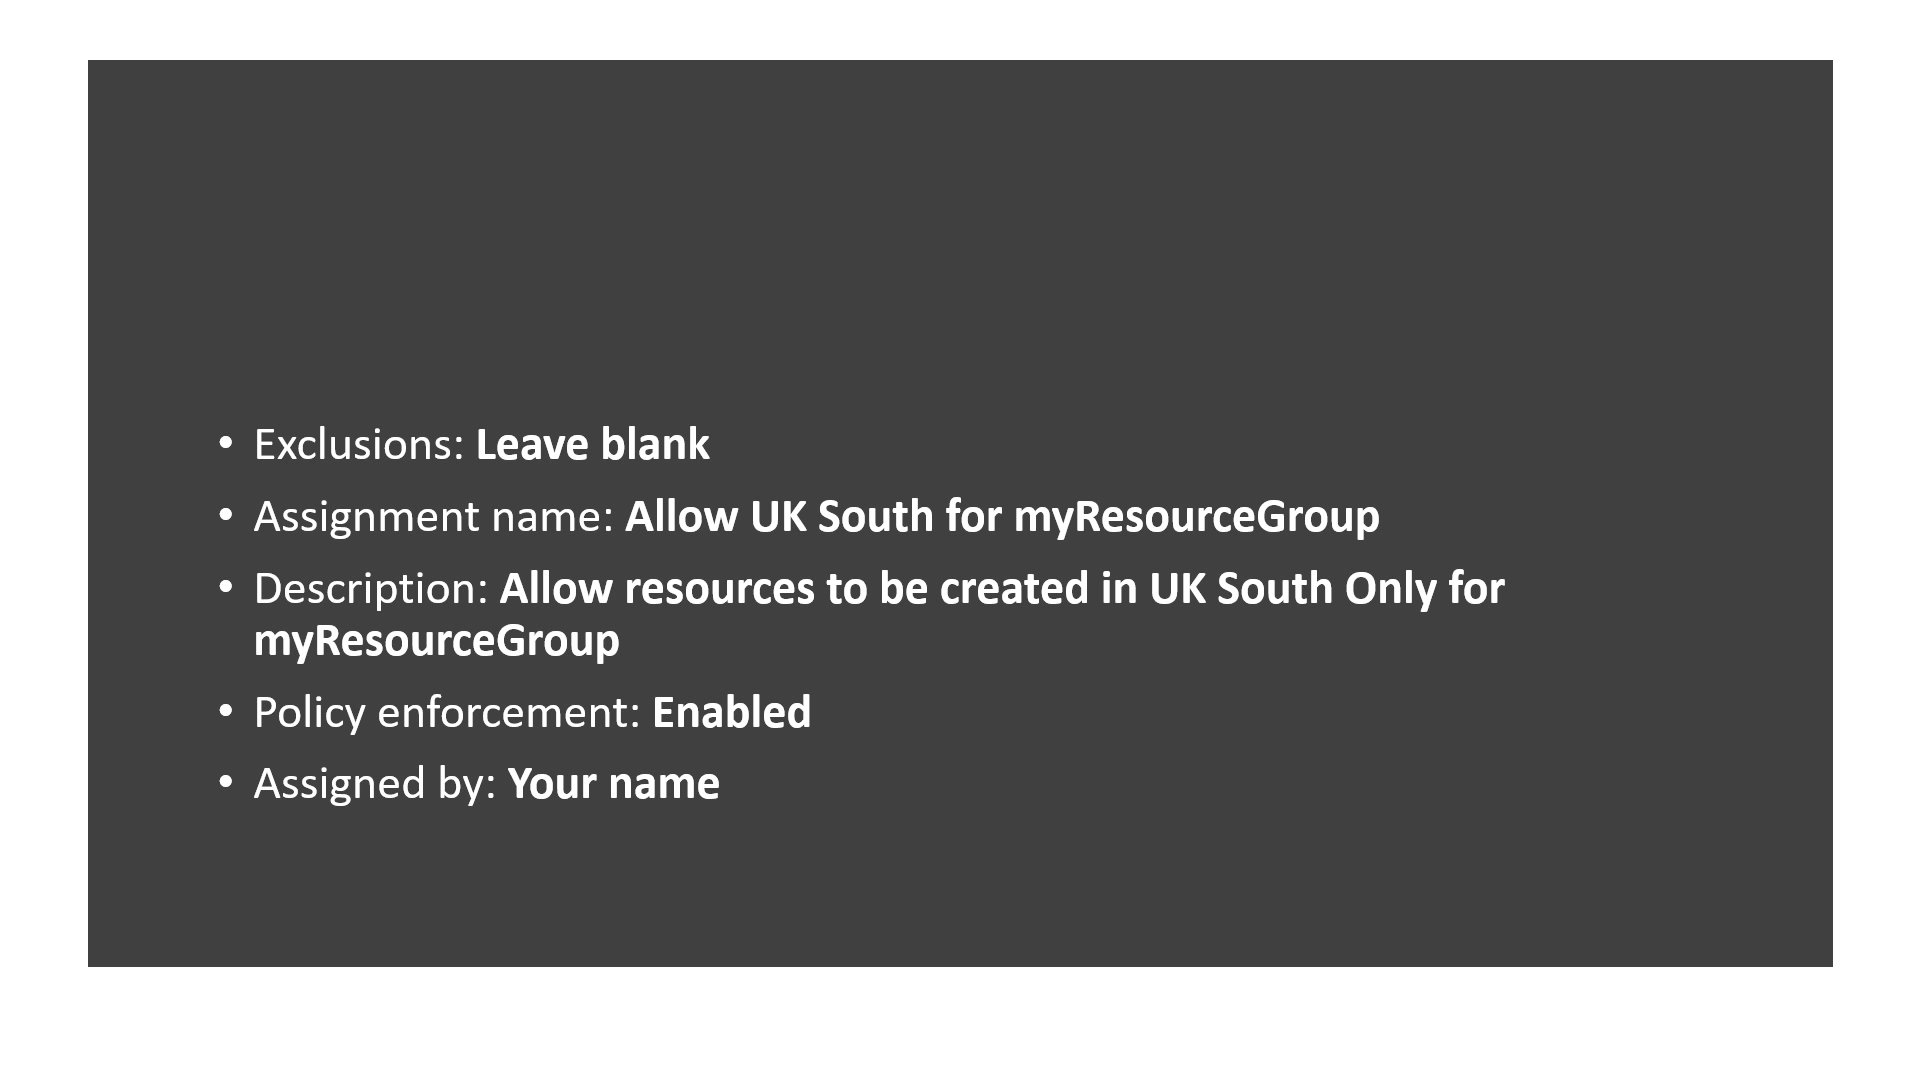 • Exclusions: Leave blank
• Assignment name: Allow UK South for myResourceGroup
• Description: Allow resources to be created in UK South Only for
myResourceGroup
• Policy enforcement: Enabled
• Assigned by: Your name